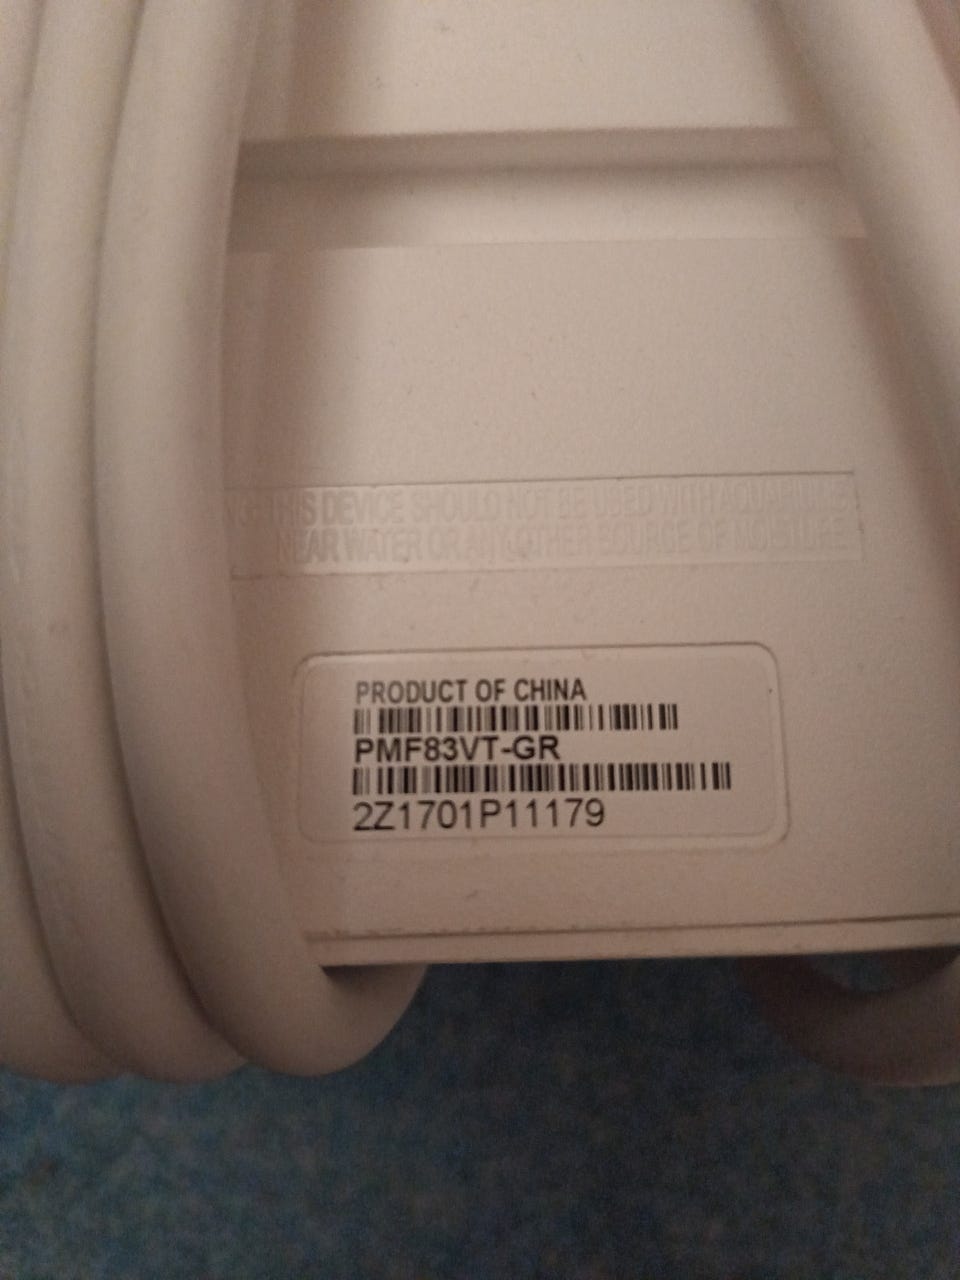 THIS DEVICE SHOULD NOT BE USED WITH AQUARIUMS
NEAR WATER OR ANY OTHER SOURCE OF MOISTURE
PRODUCT OF CHINA
PMF83VT-GR
2Z1701P11179